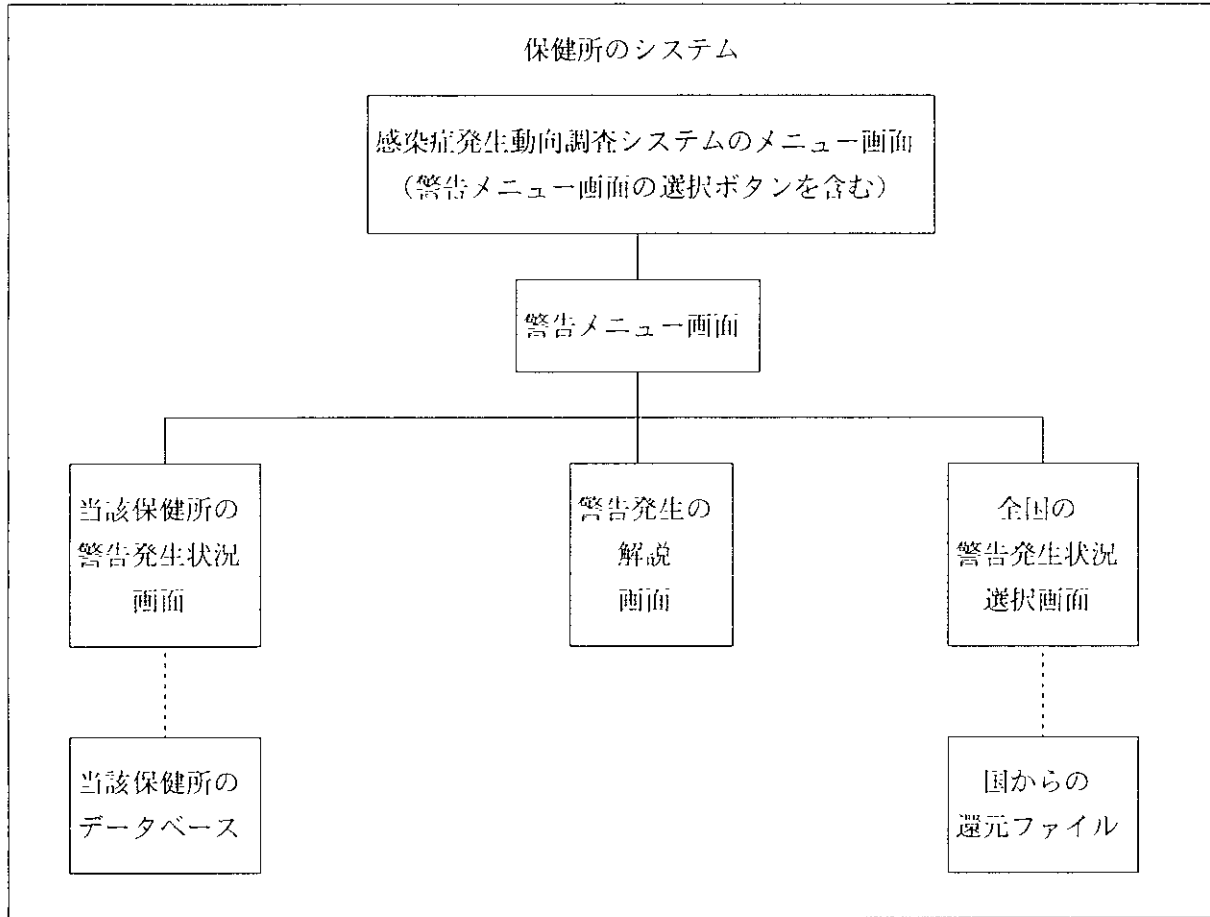 保健所のシステム
感染症発生動向調査システムのメニュー画面
(警告メニュー画面の選択ボタンを含む)
警告メニュー画面
当該保健所の
警告発生状況
画面
警告発生の
解説
画面
全国の
警告発生状況
選択画面
当該保健所の
データベース
国からの
還元ファイル